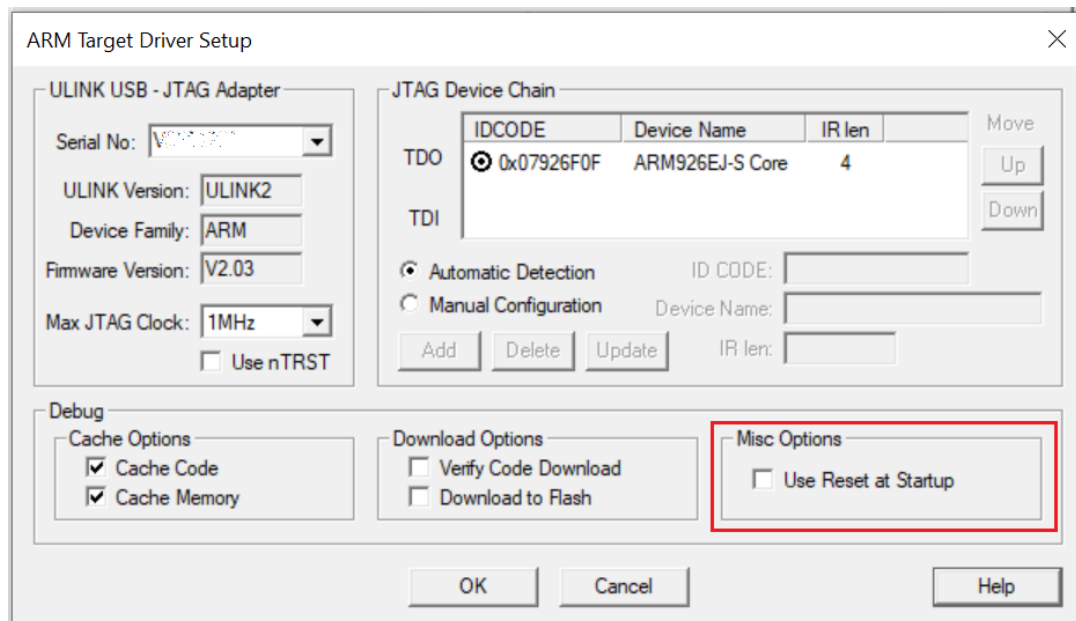 ARM Target Driver Setup
ULINK USB - JTAG Adapter
Serial No:
ULINK Version: ULINK2
Device Family: ARM
Firmware Version: V2.03
Max JTAG Clock: 1MHz
Use nTRST
JTAG Device Chain
IDCODE Device Name IR len Move
TDO 0x07926F0F ARM926EJ-S Core 4 Up
TDI Down
Automatic Detection ID CODE:
Manual Configuration Device Name:
Add Delete Update IR len:
Debug
Cache Options
Cache Code
Cache Memory
Download Options
Verify Code Download
Download to Flash
Misc Options
Use Reset at Startup
OK Cancel Help